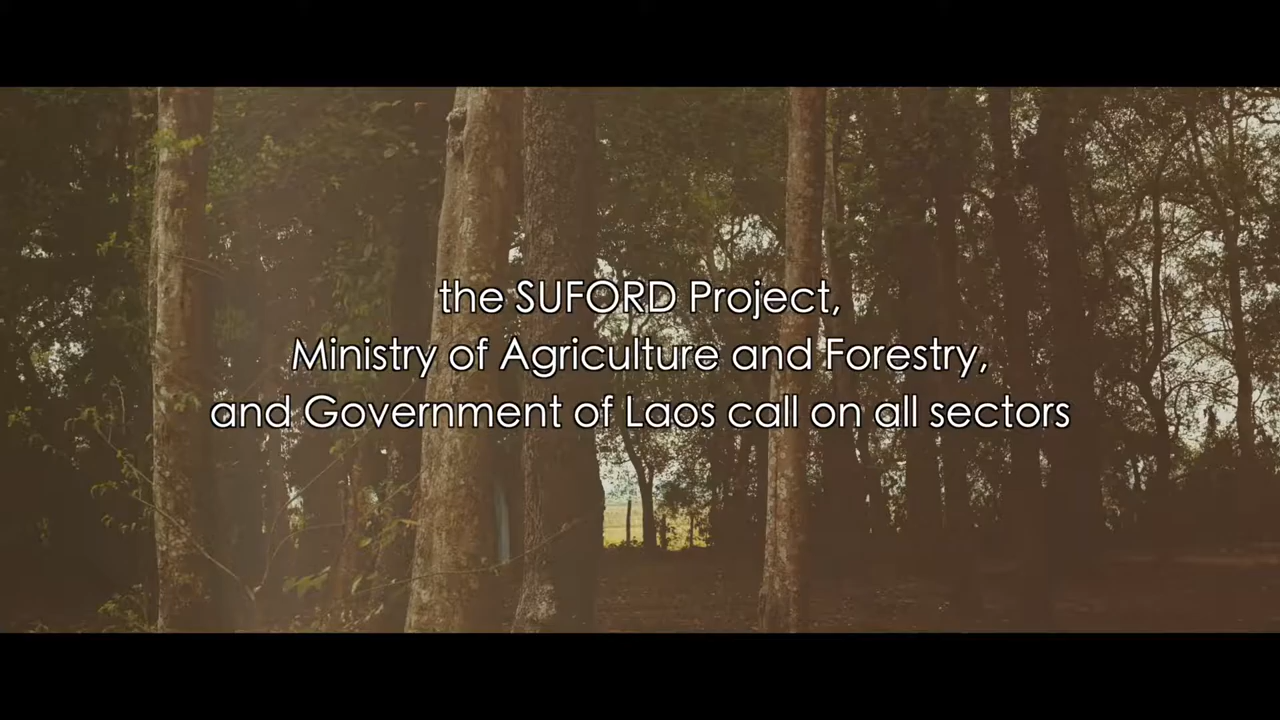 the SUFORD Project,
Ministry of Agriculture and Forestry,
and Government of Laos call on all sectors